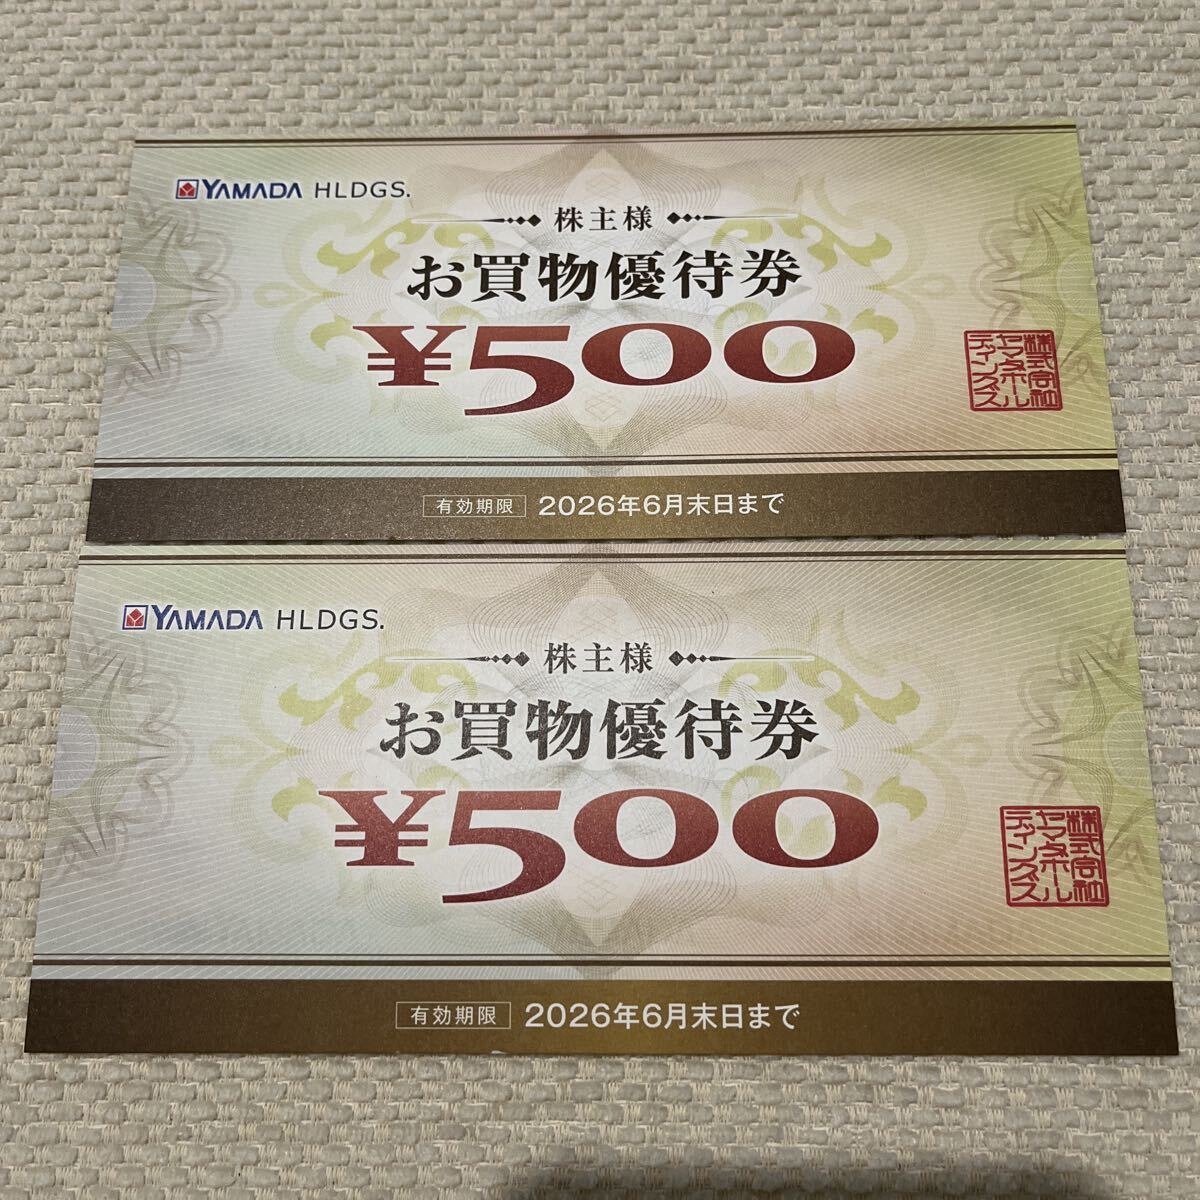 YAMADA HLDGS.
株主様
お買物優待券
¥500
株式会社
ヤマダホール
ディングス
有効期限 2026年6月末日まで
YAMADA HLDGS.
株主様
お買物優待券
¥500
株式会社
ヤマダホール
ディングス
有効期限 2026年6月末日まで